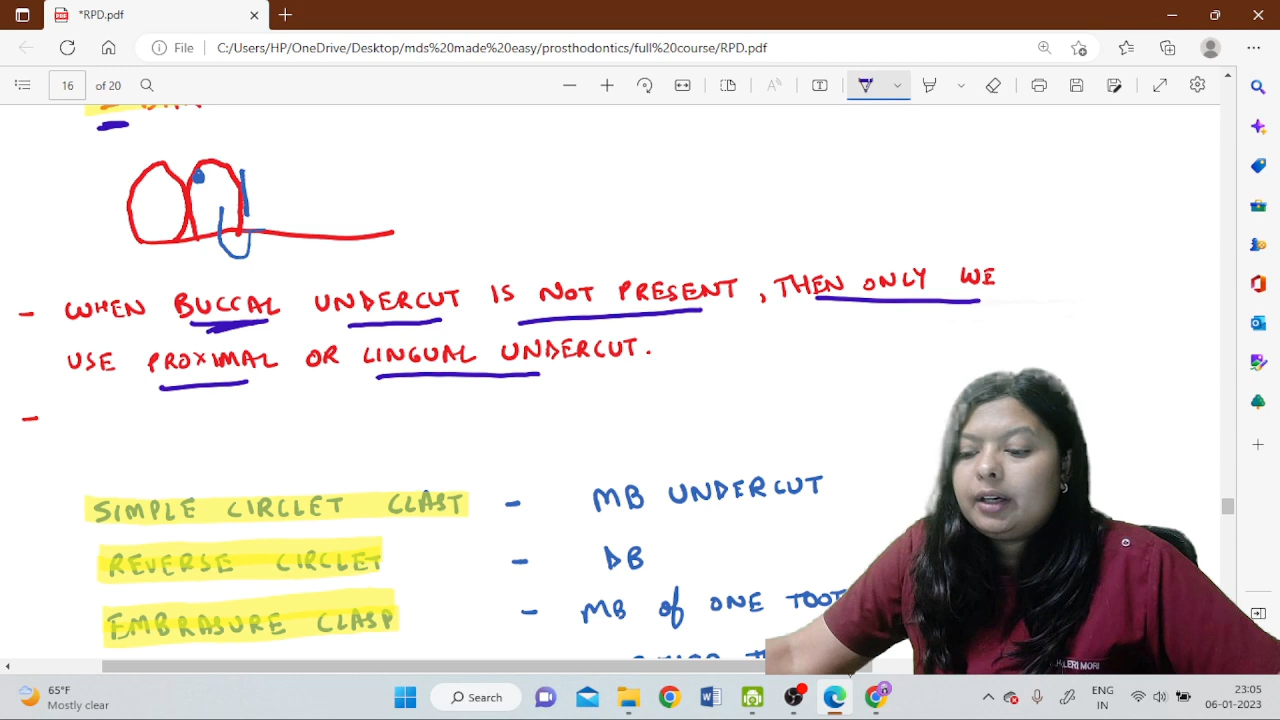 *RPD.pdf
File
C:/Users/HP/OneDrive/Desktop/mds%20made%20easy/prosthodontics/full%20course/RPD.pdf
16 of 20
- WHEN BUCCAL UNDERCUT IS NOT PRESENT, THEN ONLY WE
USE PROXIMAL OR LINGUAL UNDERCUT.
-
SIMPLE CIRCLET CLAST - MB UNDERCUT
REVERSE CIRCLET - DB
EMBRASURE CLASP - MB of ONE
MORI
65°F
Mostly clear
Search
ENG
IN
23:05
06-01-2023